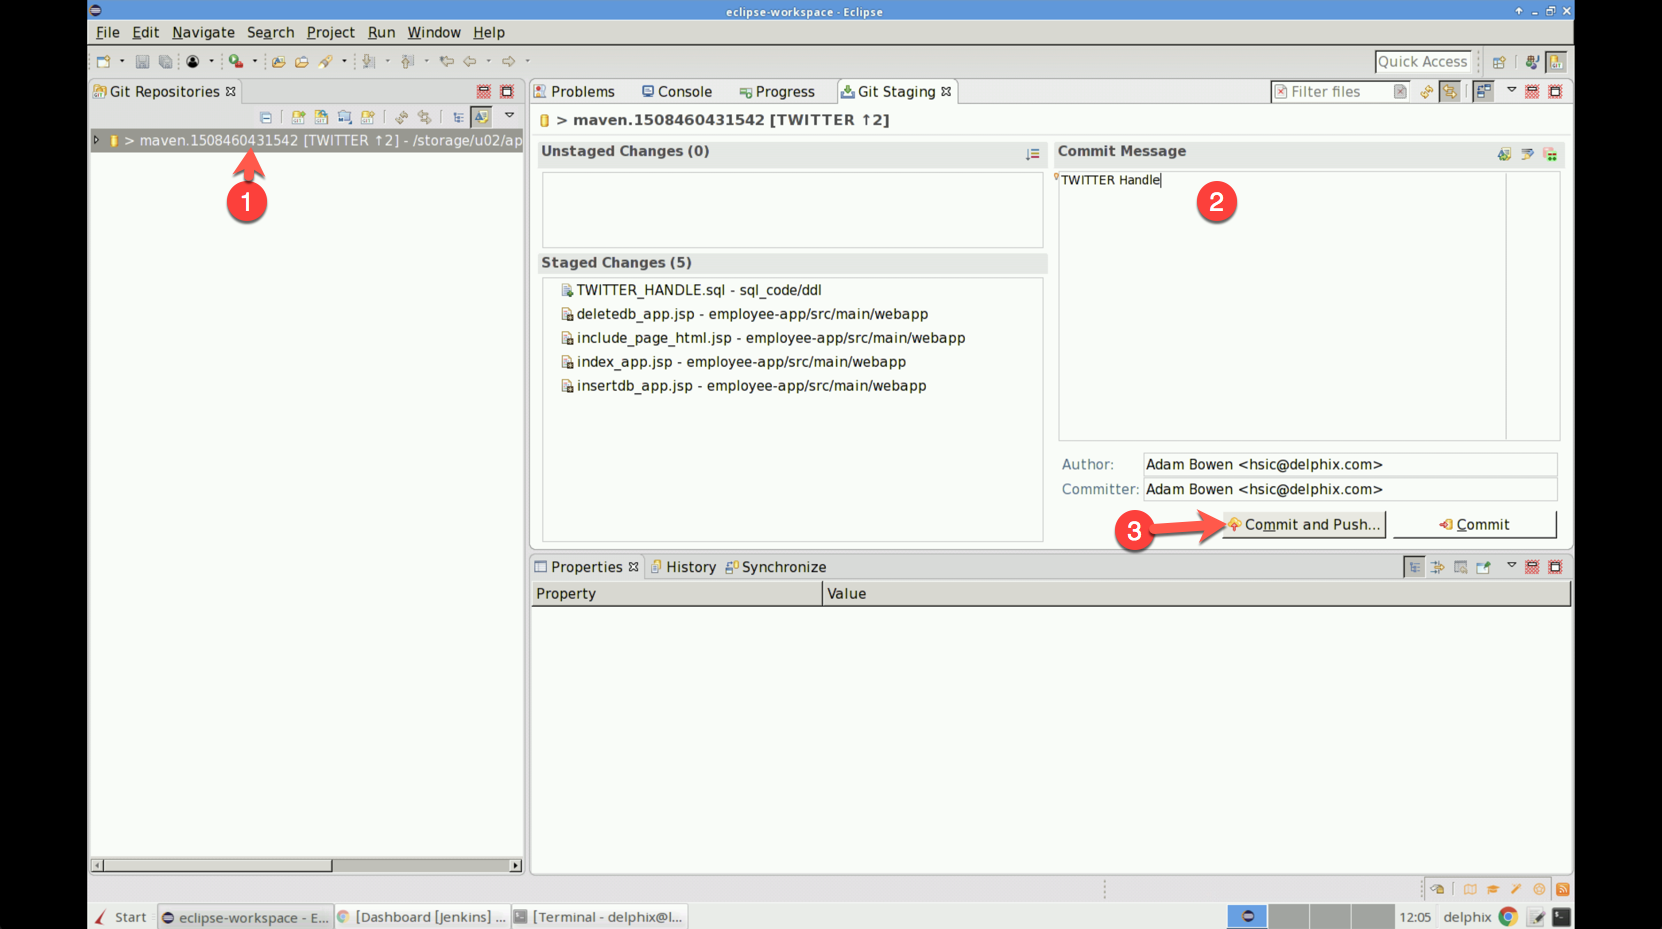 eclipse-workspace - Eclipse
File Edit Navigate Search Project Run Window Help
Quick Access
Git Repositories
> maven.1508460431542 [TWITTER ↑2] - /storage/u02/ap
1
Problems Console Progress Git Staging Filter files
> maven.1508460431542 [TWITTER ↑2]
Unstaged Changes (0)
Staged Changes (5)
TWITTER_HANDLE.sql - sql_code/ddl
deletedb_app.jsp - employee-app/src/main/webapp
include_page_html.jsp - employee-app/src/main/webapp
index_app.jsp - employee-app/src/main/webapp
insertdb_app.jsp - employee-app/src/main/webapp
Commit Message
TWITTER Handle
2
Author: Adam Bowen <hsic@delphix.com>
Committer: Adam Bowen <hsic@delphix.com>
3 Commit and Push... Commit
Properties History Synchronize
Property Value
Start eclipse-workspace - E... [Dashboard [Jenkins] ... [Terminal - delphix@l... 12:05 delphix